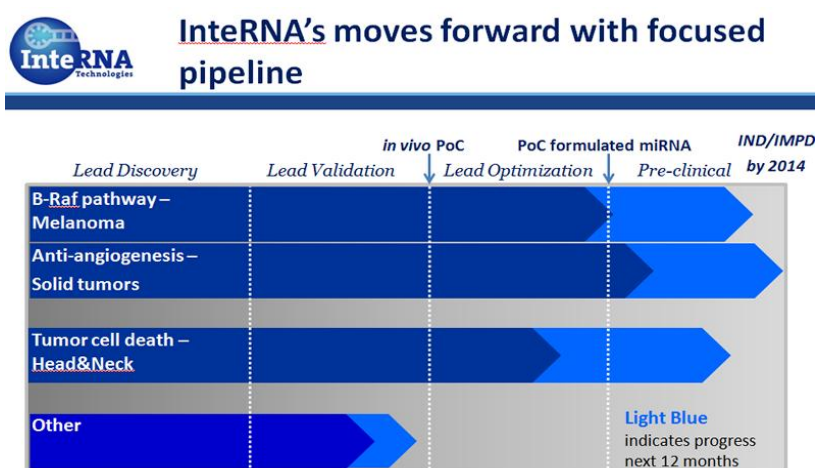 InteRNA
Technologies
InteRNA's moves forward with focused
pipeline
in vivo PoC
PoC formulated miRNA
IND/IMPD
by 2014
Lead Discovery
Lead Validation
Lead Optimization
Pre-clinical
B-Raf pathway –
Melanoma
Anti-angiogenesis –
Solid tumors
Tumor cell death –
Head&Neck
Other
Light Blue
indicates progress
next 12 months